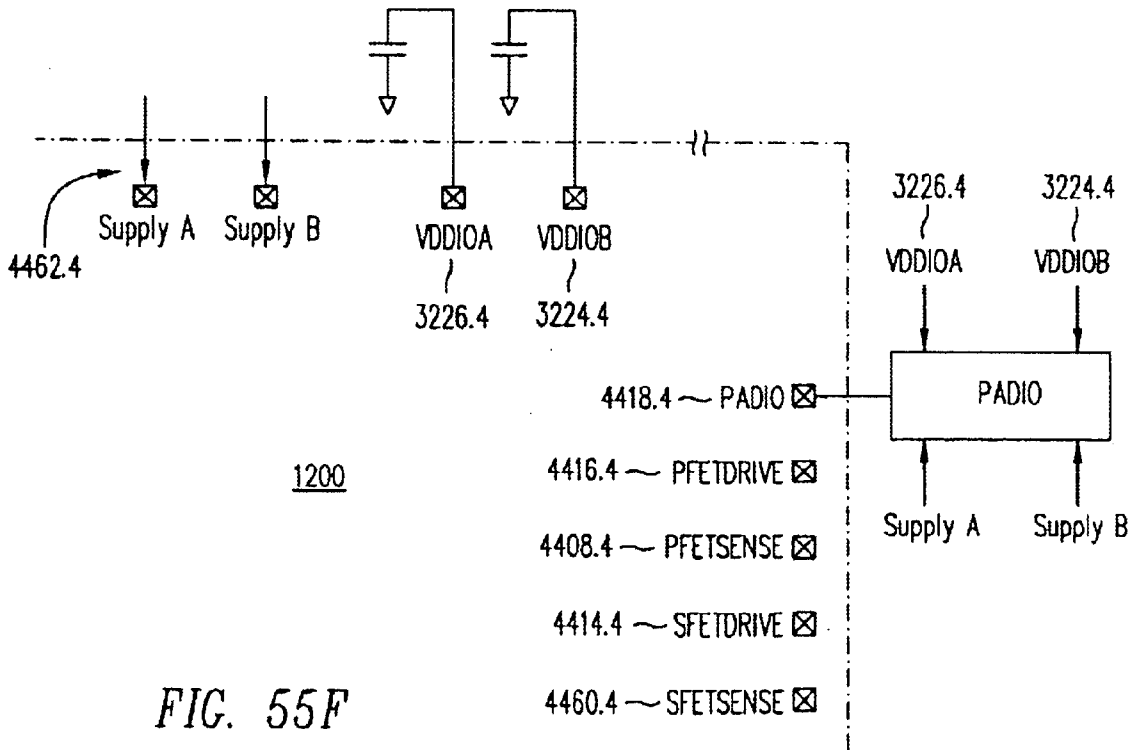 3226.4 3224.4
Supply A Supply B VDDIOA VDDIOB VDDIOA VDDIOB
4462.4
3226.4 3224.4
4418.4 PADIO PADIO
4416.4 PFETDRIVE
1200
Supply A Supply B
4408.4 PFETSENSE
4414.4 SFETDRIVE
4460.4 SFETSENSE
FIG. 55F